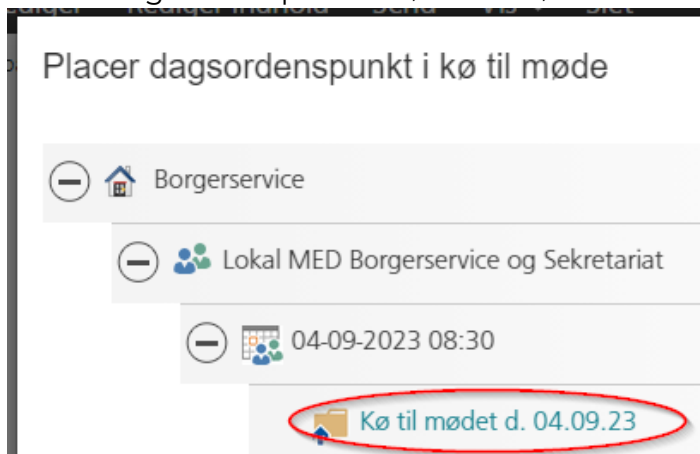 Placer dagsordenspunkt i kø til møde
Borgerservice
Lokal MED Borgerservice og Sekretariat
04-09-2023 08:30
Kø til mødet d. 04.09.23